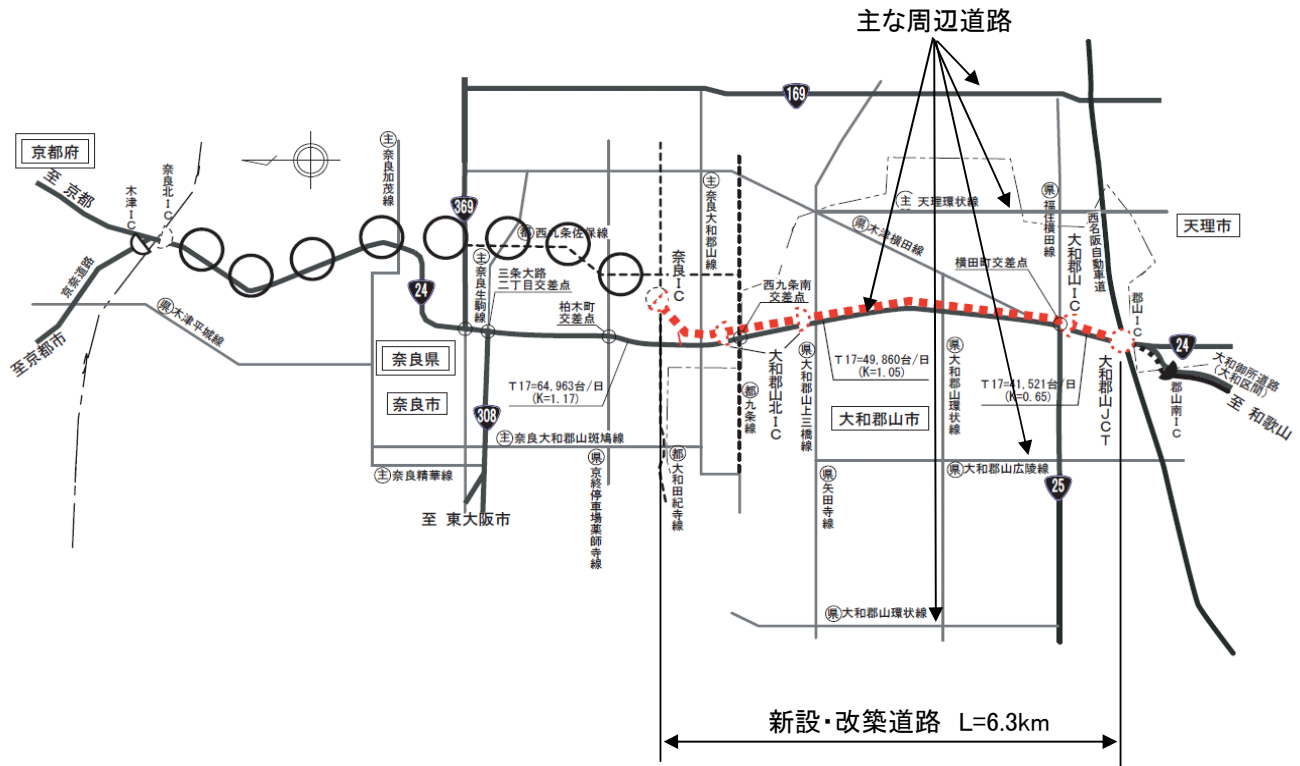 主な周辺道路
169
京都府
至 京都
木津IC
奈良北IC
主奈良加茂線
369
主奈良大和郡山線
主 天理環状線
県福住横田線
西名阪自動車道
天理市
都西九条佐保線
県木津横田線
京奈道路
24
主奈良生駒線
三条大路
二丁目交差点
柏木町
交差点
奈良IC
西九条南
交差点
横田町交差点
大和郡山IC
郡山IC
県木津平城線
至京都市
奈良県
奈良市
T17=64,963台/日
(K=1.17)
大和郡山北IC
都九条線
県大和郡山上三橋線
T17=49,860台/日
(K=1.05)
大和郡山市
県大和郡山環状線
T17=41,521台/日
(K=0.65)
大和郡山JCT
24
大和御所道路
(大和区間)
郡山南IC
至 和歌山
308
主奈良大和郡山斑鳩線
主奈良精華線
至 東大阪市
県京終停車場薬師寺線
都大和田紀寺線
県矢田寺線
県大和郡山広陵線
25
県大和郡山環状線
新設・改築道路 L=6.3km